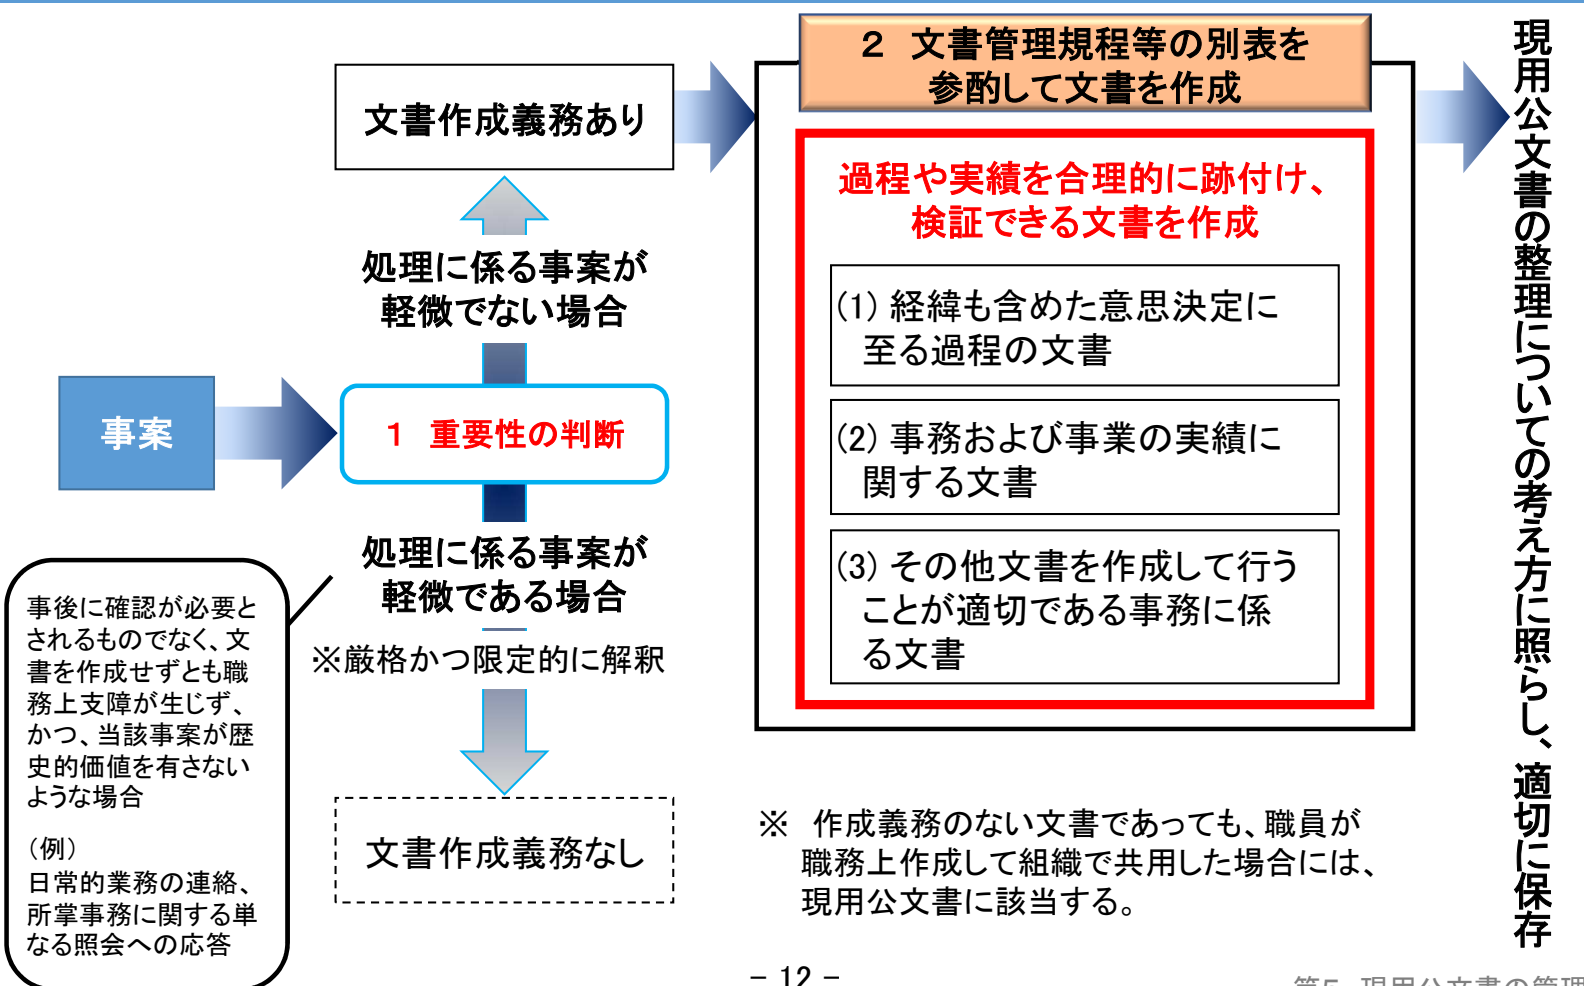 事案
1 重要性の判断
文書作成義務あり
処理に係る事案が
軽微でない場合
処理に係る事案が
軽微である場合
※厳格かつ限定的に解釈
文書作成義務なし
事後に確認が必要と
されるものでなく、文
書を作成せずとも職
務上支障が生じず、
かつ、当該事案が歴
史的価値を有さない
ような場合
（例）
日常的業務の連絡、
所掌事務に関する単
なる照会への応答
2 文書管理規程等の別表を
参酌して文書を作成
過程や実績を合理的に跡付け、
検証できる文書を作成
(1) 経緯も含めた意思決定に
至る過程の文書
(2) 事務および事業の実績に
関する文書
(3) その他文書を作成して行う
ことが適切である事務に係
る文書
※ 作成義務のない文書であっても、職員が
職務上作成して組織で共用した場合には、
現用公文書に該当する。
現用公文書の整理についての考え方に照らし、適切に保存
－ 12 －
第5 現用公文書の管理